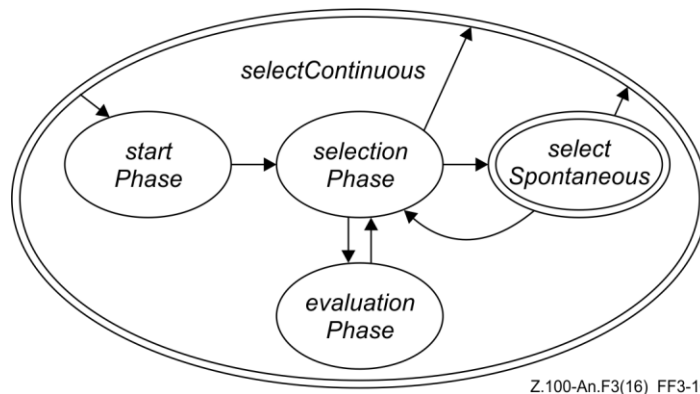 selectContinuous
start
Phase
selection
Phase
select
Spontaneous
evaluation
Phase
Z.100-An.F3(16) FF3-1